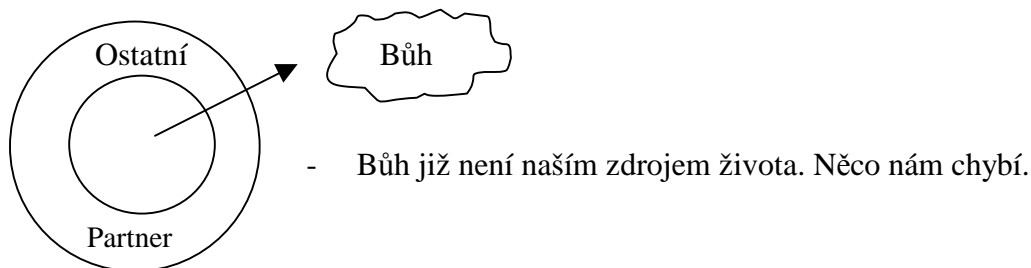 Ostatní
Bůh
- Bůh již není naším zdrojem života. Něco nám chybí.
Partner